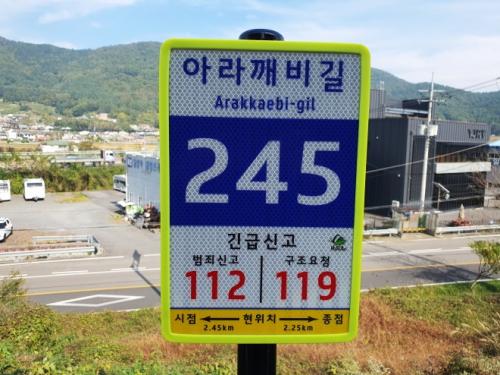 아라깨비길
Arakkaebi-gil
245
긴급신고
범죄신고 구조요청
112 119
시점 현위치 종점
2.45km 2.25km